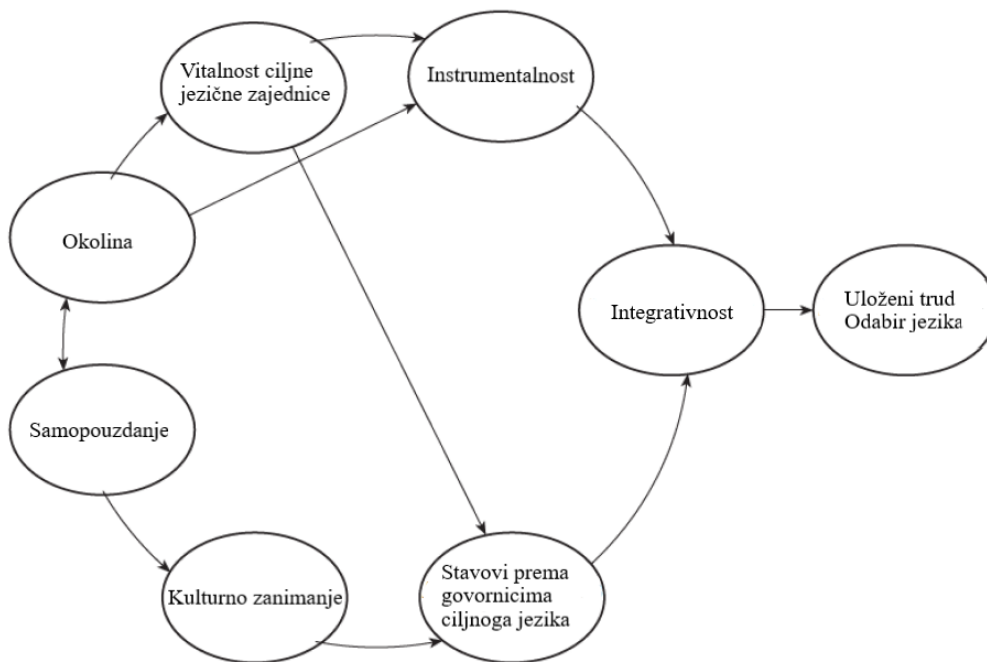 Vitalnost ciljne
jezične zajednice
Instrumentalnost
Okolina
Integrativnost
Uloženi trud
Odabir jezika
Samopouzdanje
Kulturno zanimanje
Stavovi prema
govornicima
ciljnoga jezika